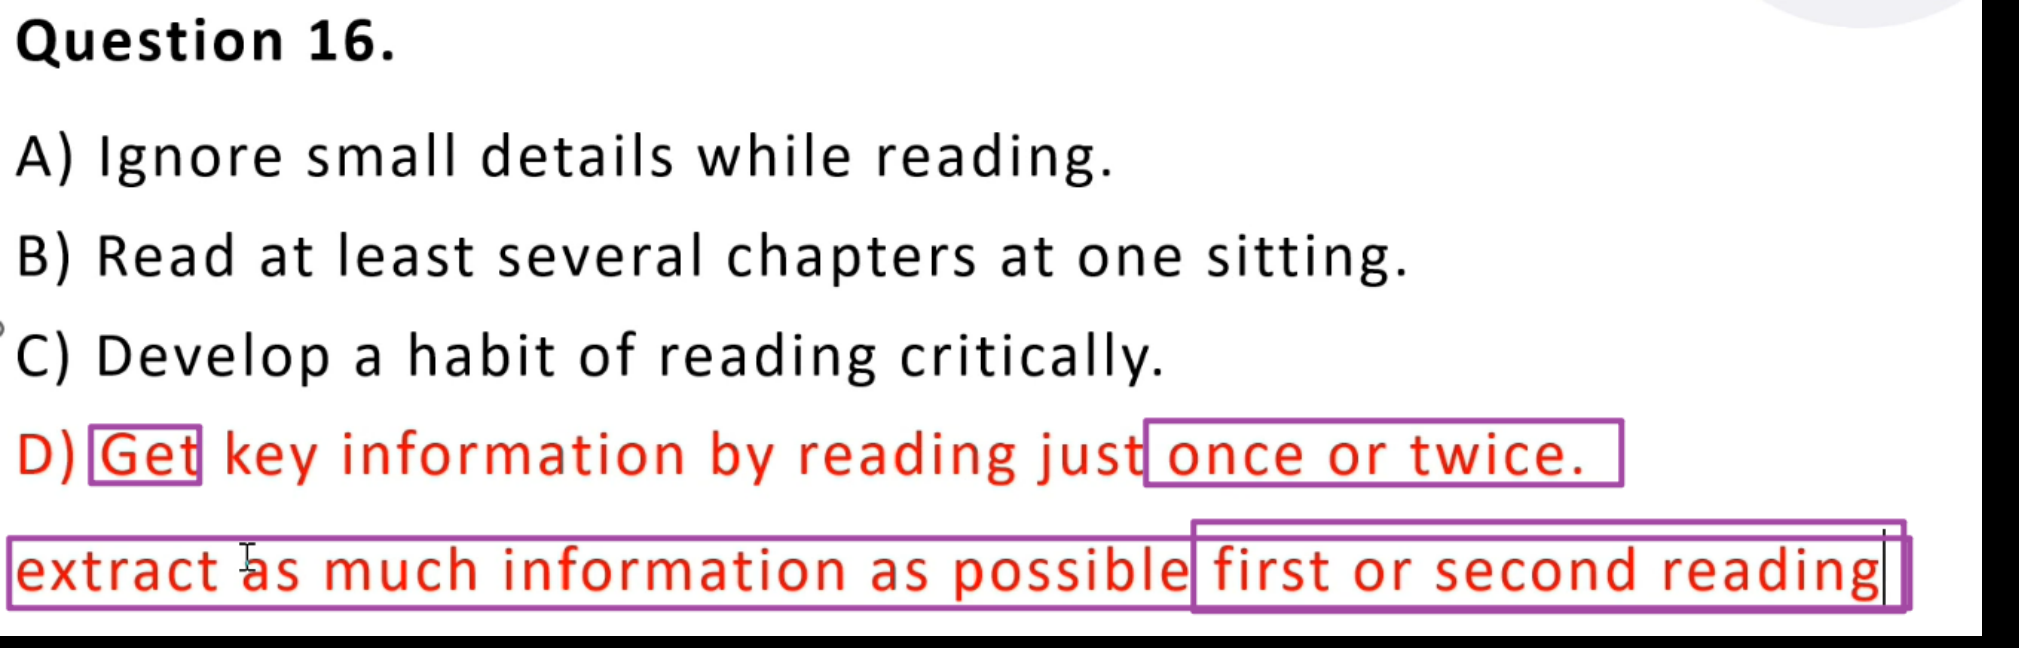 Question 16.
A) Ignore small details while reading.
B) Read at least several chapters at one sitting.
C) Develop a habit of reading critically.
D) Get key information by reading just once or twice.
extract as much information as possible first or second reading